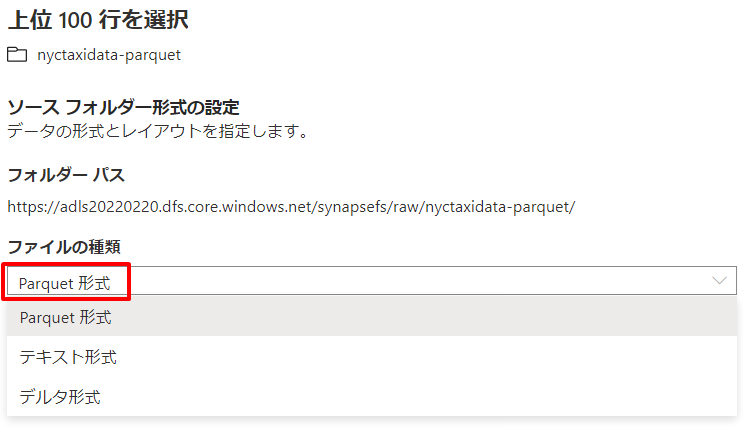 上位 100 行を選択
nyctaxidata-parquet
ソース フォルダー形式の設定
データの形式とレイアウトを指定します。
フォルダー パス
https://adls20220220.dfs.core.windows.net/synapsefs/raw/nyctaxidata-parquet/
ファイルの種類
Parquet 形式
Parquet 形式
テキスト形式
デルタ形式